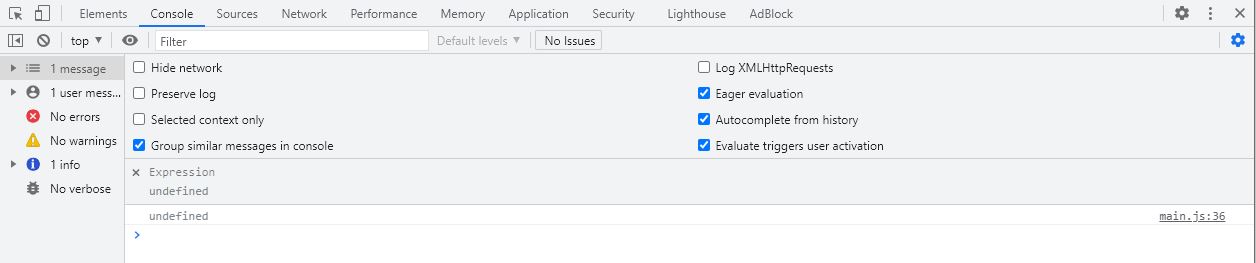 Elements Console Sources Network Performance Memory Application Security Lighthouse AdBlock
top Filter Default levels No Issues
1 message
1 user mess...
No errors
No warnings
1 info
No verbose
Hide network Log XMLHttpRequests
Preserve log Eager evaluation
Selected context only Autocomplete from history
Group similar messages in console Evaluate triggers user activation
Expression
undefined
undefined main.js:36